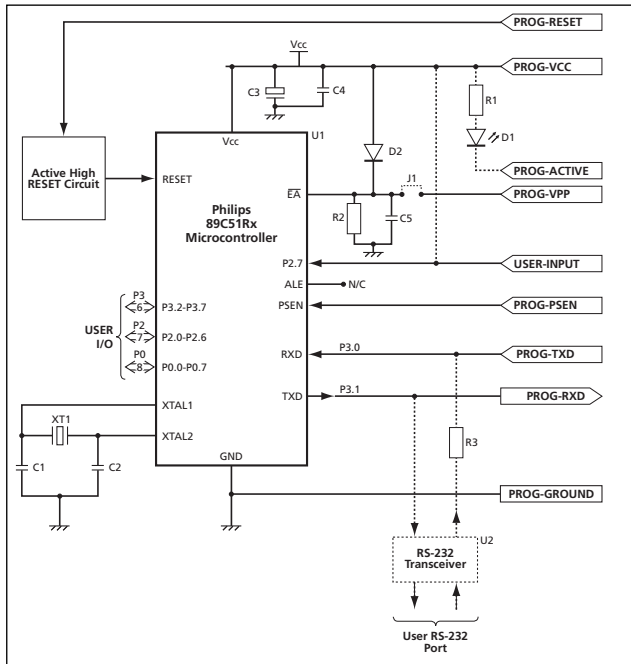 PROG-RESET
Vcc
PROG-VCC
C3
C4
R1
U1
Vcc
D2
D1
Active High
RESET Circuit
RESET
Philips
89C51Rx
Microcontroller
EA
J1
PROG-ACTIVE
PROG-VPP
R2
C5
P2.7
USER-INPUT
ALE
N/C
PSEN
PROG-PSEN
USER
I/O
P3
6
P3.2-P3.7
P2
7
P2.0-P2.6
P0
8
P0.0-P0.7
RXD
P3.0
PROG-TXD
TXD
P3.1
PROG-RXD
XTAL1
XT1
XTAL2
R3
C1
C2
GND
PROG-GROUND
U2
RS-232
Transceiver
User RS-232
Port